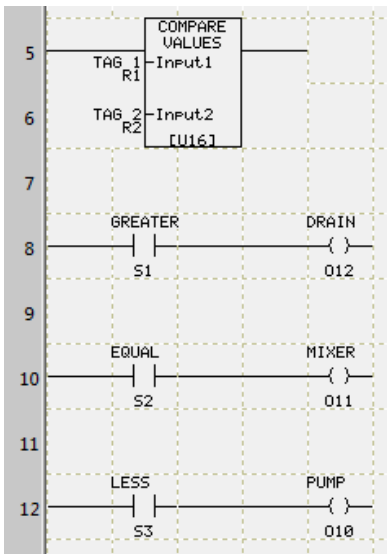 COMPARE
VALUES
5
TAG_1 Input1
R1
6
TAG_2 Input2
R2
[U16]
7
GREATER DRAIN
8
S1 O12
9
EQUAL MIXER
10
S2 O11
11
LESS PUMP
12
S3 O10